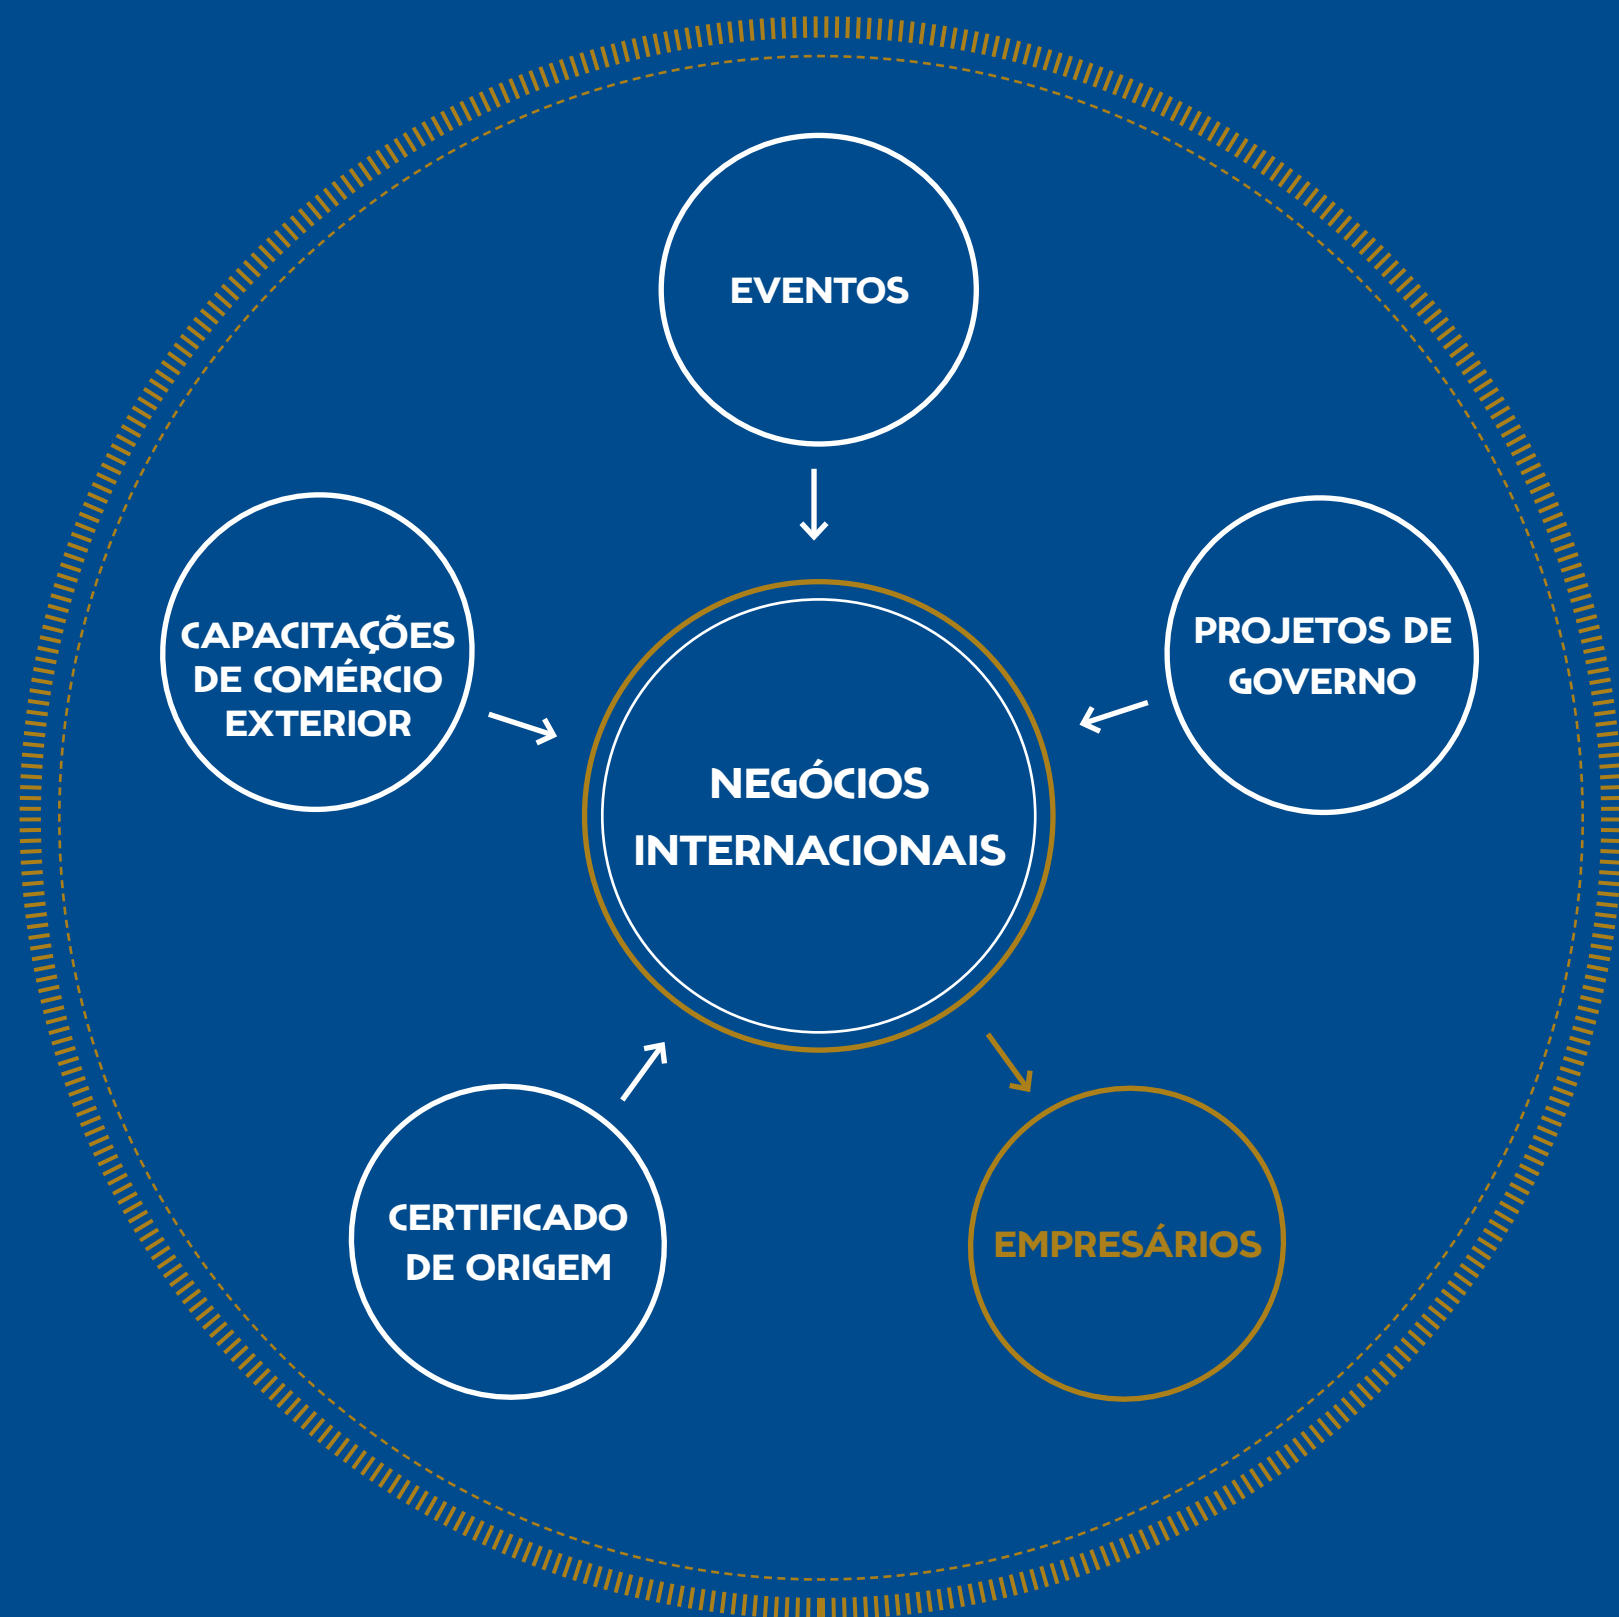 EVENTOS
CAPACITAÇÕES
DE COMÉRCIO
EXTERIOR
PROJETOS DE
GOVERNO
NEGÓCIOS
INTERNACIONAIS
CERTIFICADO
DE ORIGEM
EMPRESÁRIOS